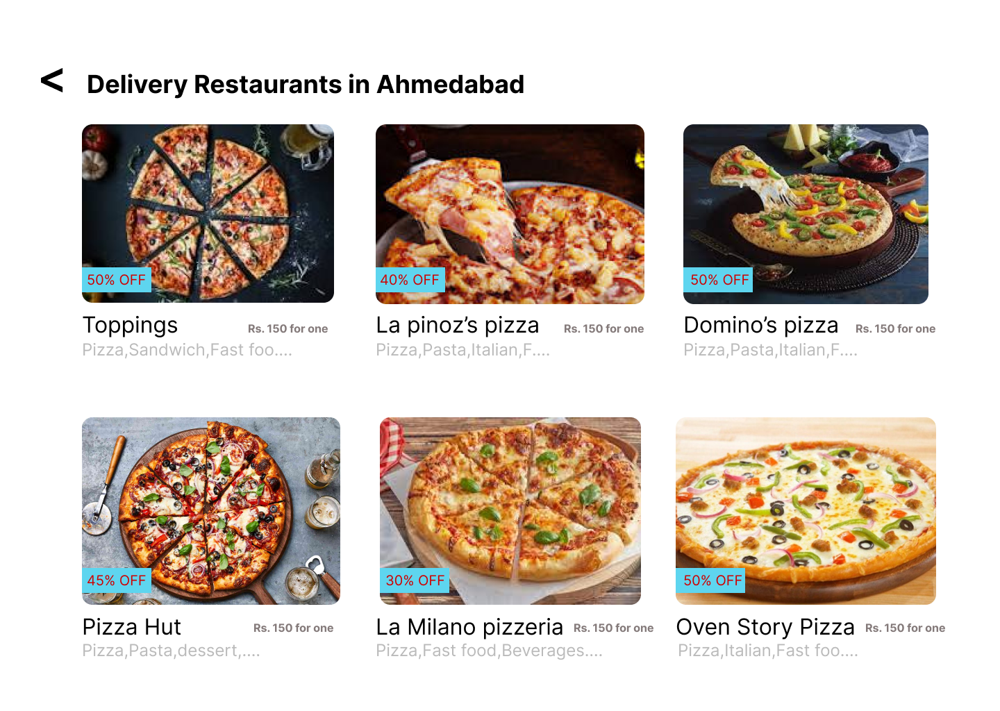 < Delivery Restaurants in Ahmedabad
50% OFF
40% OFF
50% OFF
Toppings
Rs. 150 for one
Pizza,Sandwich,Fast foo....
La pinoz’s pizza
Rs. 150 for one
Pizza,Pasta,Italian,F....
Domino’s pizza
Rs. 150 for one
Pizza,Pasta,Italian,F....
45% OFF
30% OFF
50% OFF
Pizza Hut
Rs. 150 for one
Pizza,Pasta,dessert,....
La Milano pizzeria
Rs. 150 for one
Pizza,Fast food,Beverages....
Oven Story Pizza
Rs. 150 for one
Pizza,Italian,Fast foo....